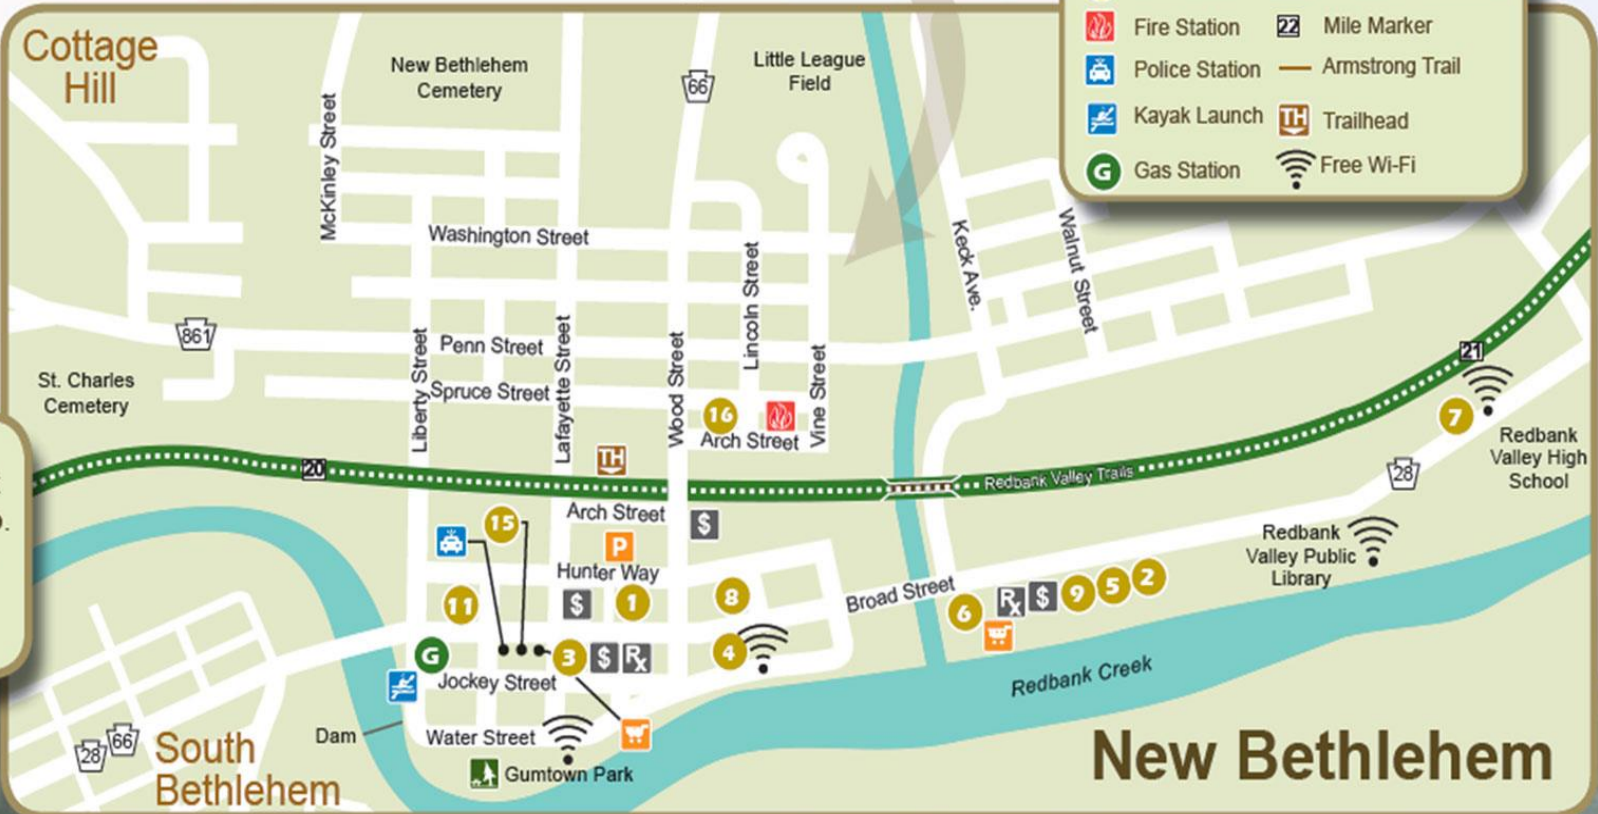 Fire Station
22 Mile Marker
Police Station
Armstrong Trail
Kayak Launch
TH Trailhead
G Gas Station
Free Wi-Fi
Cottage
Hill
New Bethlehem
Cemetery
66
Little League
Field
McKinley Street
Washington Street
Keck Ave.
Walnut Street
Lincoln Street
861
Penn Street
Liberty Street
Lafayette Street
Wood Street
Vine Street
St. Charles
Cemetery
Spruce Street
16
Arch Street
21
7
Redbank
Valley High
School
TH
20
Redbank Valley Trails
28
15
Arch Street
$
P
Hunter Way
Redbank
Valley Public
Library
11
$
1
8
Broad Street
6
Rx
$
9
5
2
G
3
$
Rx
4
Jockey Street
Redbank Creek
Dam
Water Street
28
66
South
Bethlehem
Gumtown Park
New Bethlehem